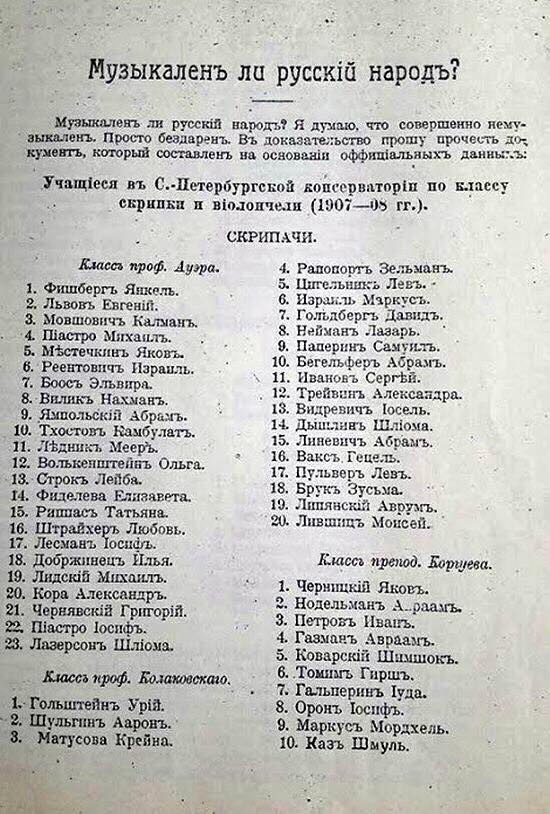 Музыкаленъ ли русскій народъ?
Музыкаленъ ли русскій народъ? Я думаю, что совершенно нему-
зыкаленъ. Просто бездаренъ. Въ доказательство прошу прочесть до-
кументъ, который составленъ на основаніи оффиціальныхъ данныхъ:
Учащіеся въ С.-Петербургской консерваторіи по классу
скрипки и віолончели (1907—08 гг.).
СКРИПАЧИ.
Классъ проф. Ауэра.
1. Фишбергъ Янкель.
2. Львовъ Евгеній.
3. Мовшовичъ Калманъ.
4. Піастро Михаилъ.
5. Мѣстечкинъ Яковъ.
6. Реентовичъ Израиль.
7. Боосъ Эльвира.
8. Виликъ Нахманъ.
9. Ямпольскій Абрамъ.
10. Тхостовъ Камбулатъ.
11. Лѣдникъ Мееръ.
12. Волькенштейнъ Ольга.
13. Строкъ Лейба.
14. Фиделева Елизавета.
15. Риппасъ Татьяна.
16. Штрайхеръ Любовь.
17. Лесманъ Іосифъ.
18. Добржинецъ Илья.
19. Лидскій Михаилъ.
20. Кора Александръ.
21. Чернявскій Григорій.
22. Піастро Іосифъ.
23. Лазерсонъ Шліома.
Классъ проф. Колаковскаго.
1. Гольштейнъ Урій.
2. Шульгинъ Ааронъ.
3. Матусова Крейна.
4. Рапопортъ Зельманъ.
5. Цительникъ Левъ.
6. Израиль Маркусъ.
7. Гольдбергъ Давидъ.
8. Нейманъ Лазарь.
9. Паперинъ Самуилъ.
10. Бегельферъ Абрамъ.
11. Ивановъ Сергѣй.
12. Трейвинъ Александра.
13. Видревичъ Іосель.
14. Дышлинъ Шліома.
15. Линевичъ Абрамъ.
16. Ваксъ Гецель.
17. Пульверъ Левъ.
18. Брукъ Зусьма.
19. Липянскій Аврумъ.
20. Лившицъ Моисей.
Классъ препод. Коргуева.
1. Черницкій Яковъ.
2. Нодельманъ
3. Петровъ Иванъ.
4. Газманъ Авраамъ.
5. Коварскій Шимшокъ.
6. Томимъ Гиршъ.
7. Гальперинъ Іуда.
8. Оронъ Іосифъ.
9. Маркусъ Мордхель.
10. Кацъ Шмуль.